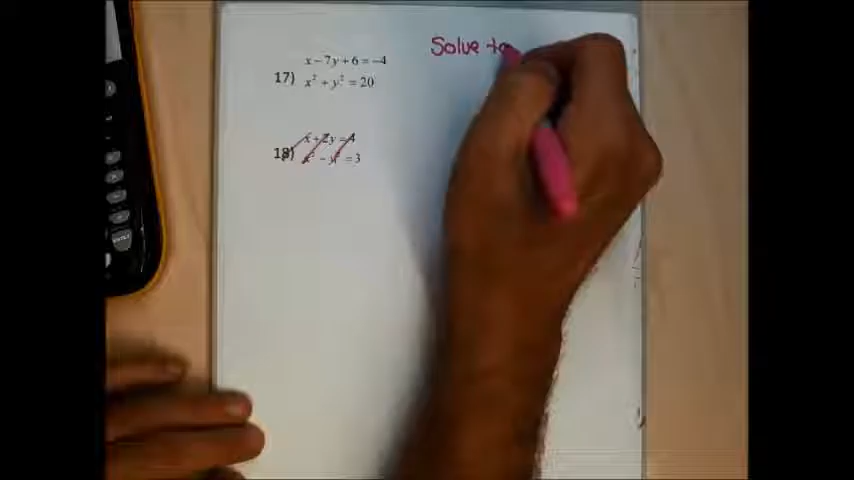 Solve to
x − 7y + 6 = −4
17) x² + y² = 20
x + 2y = 4
18) x² − y² = 3